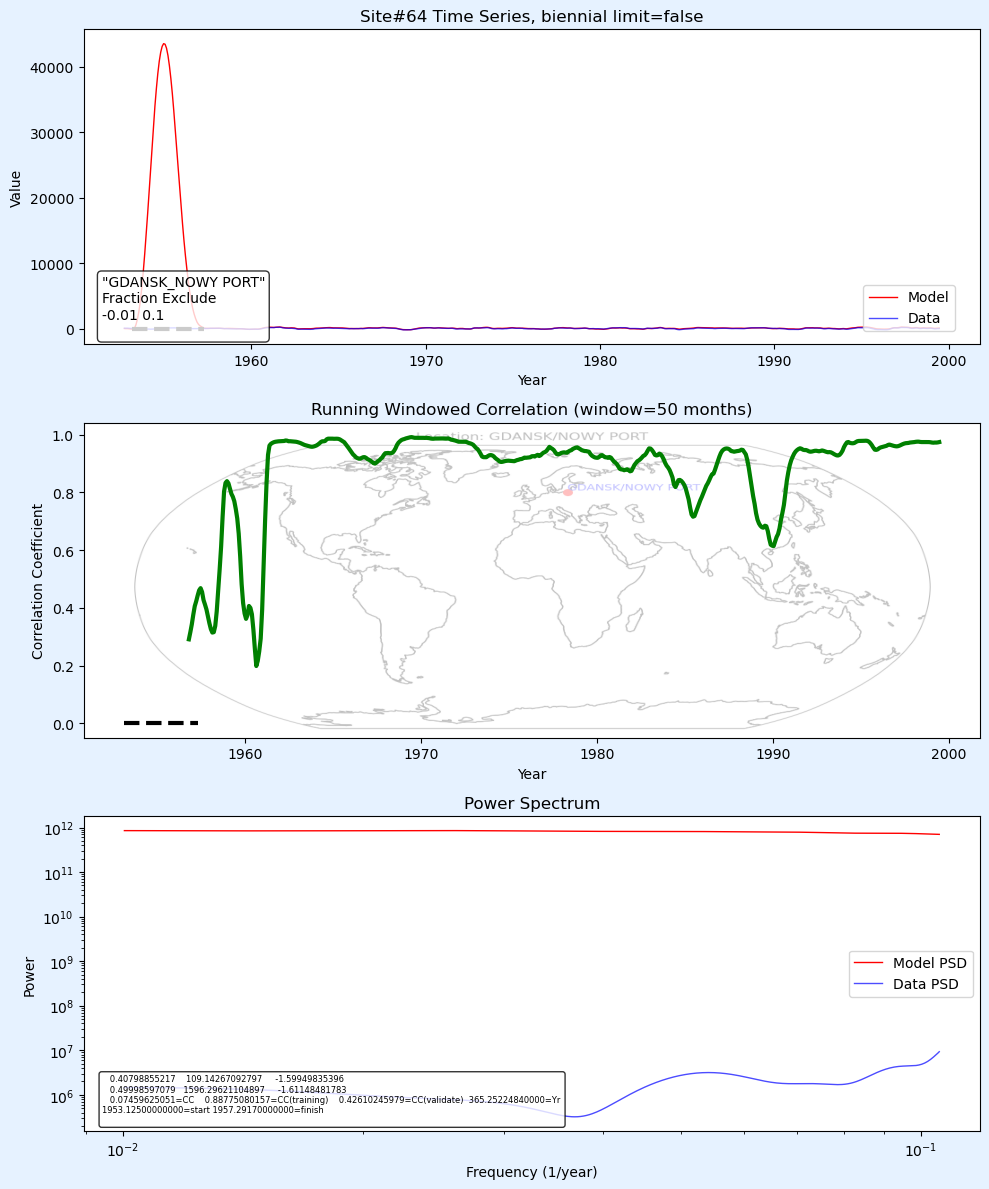 Site#64 Time Series, biennial limit=false
40000
30000
20000
10000
0
Value
"GDANSK_NOWY PORT"
Fraction Exclude
-0.01 0.1
Model
Data
1960
1970
1980
1990
2000
Year
Running Windowed Correlation (window=50 months)
Location: GDANSK/NOWY PORT
GDANSK/NOWY PORT
1.0
0.8
0.6
0.4
0.2
0.0
Correlation Coefficient
1960
1970
1980
1990
2000
Year
Power Spectrum
10^12
10^11
10^10
10^9
10^8
10^7
10^6
Power
Model PSD
Data PSD
0.40798855217 109.14267092797 -1.59949835396
0.49998597079 1596.29621104897 -1.61148481783
0.07459625051=CC 0.88775080157=CC(training) 0.42610245979=CC(validate) 365.25224840000=Yr
1953.12500000000=start 1957.29170000000=finish
10^-2
10^-1
Frequency (1/year)